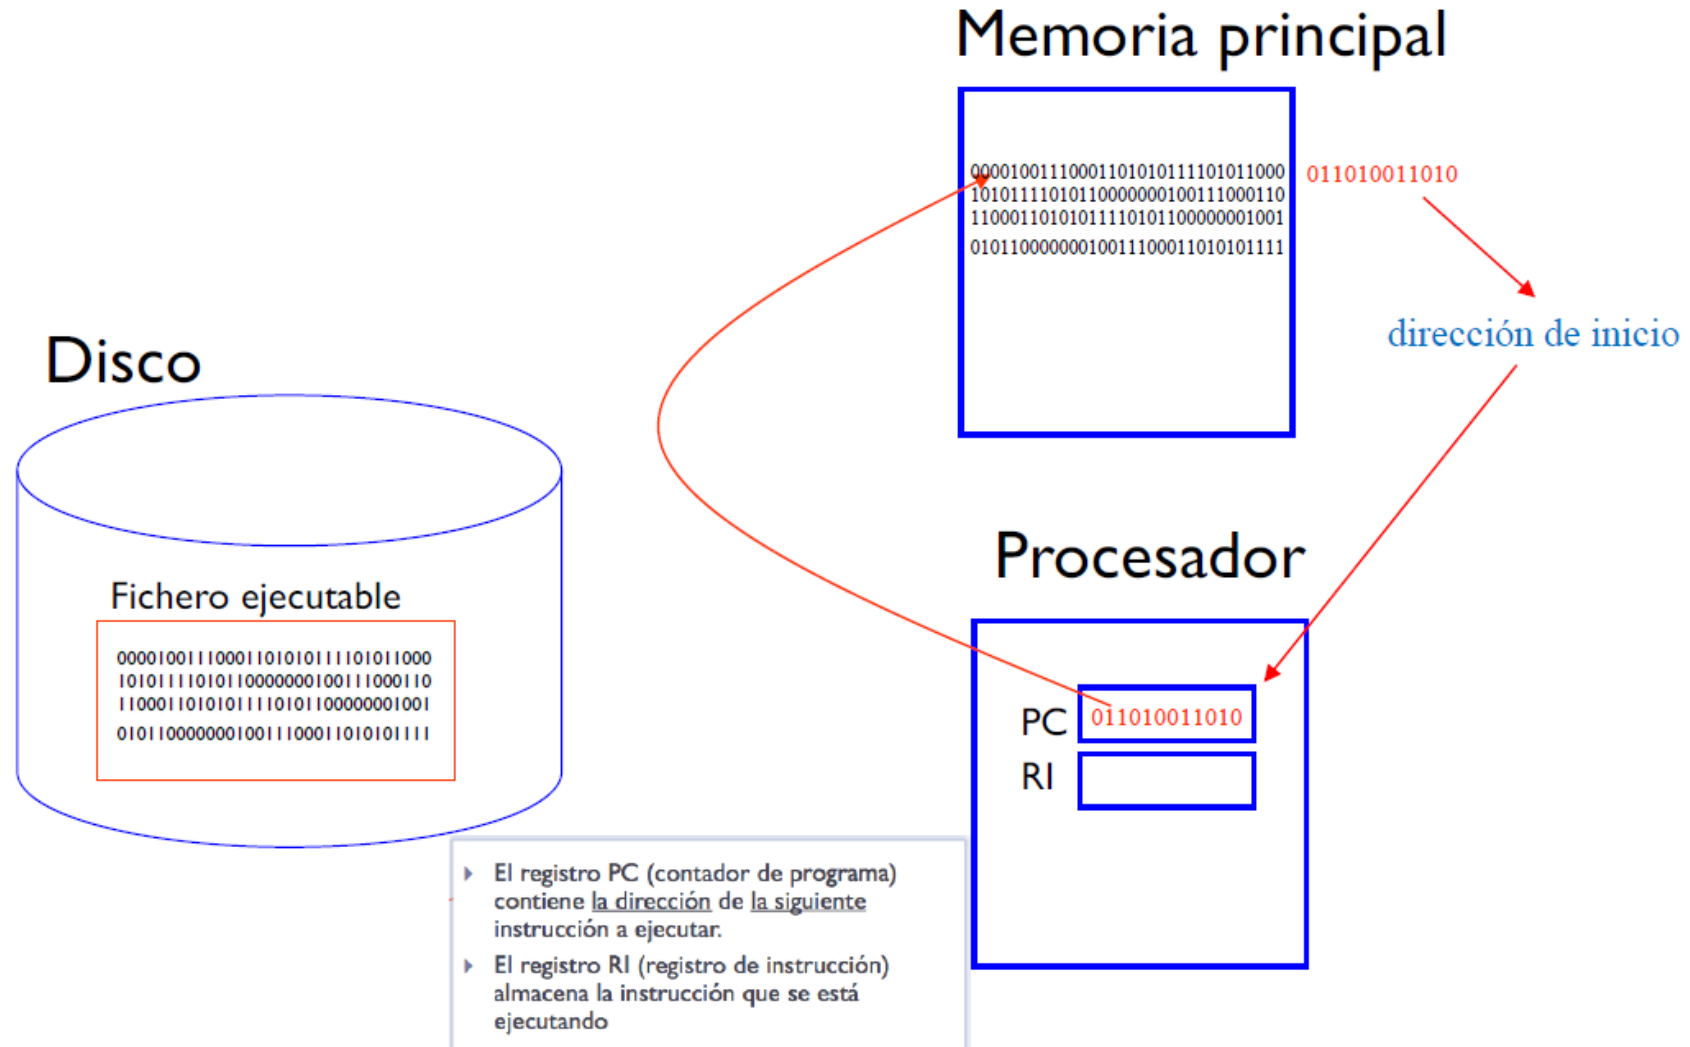 Memoria principal
00001001110001101010111101011000
10101111010110000000100111000110
11000110101011110101100000001001
01011000000010011100011010101111
011010011010
dirección de inicio
Disco
Fichero ejecutable
00001001110001101010111101011000
10101111010110000000100111000110
11000110101011110101100000001001
01011000000010011100011010101111
Procesador
PC
011010011010
RI
El registro PC (contador de programa)
contiene la dirección de la siguiente
instrucción a ejecutar.
El registro RI (registro de instrucción)
almacena la instrucción que se está
ejecutando